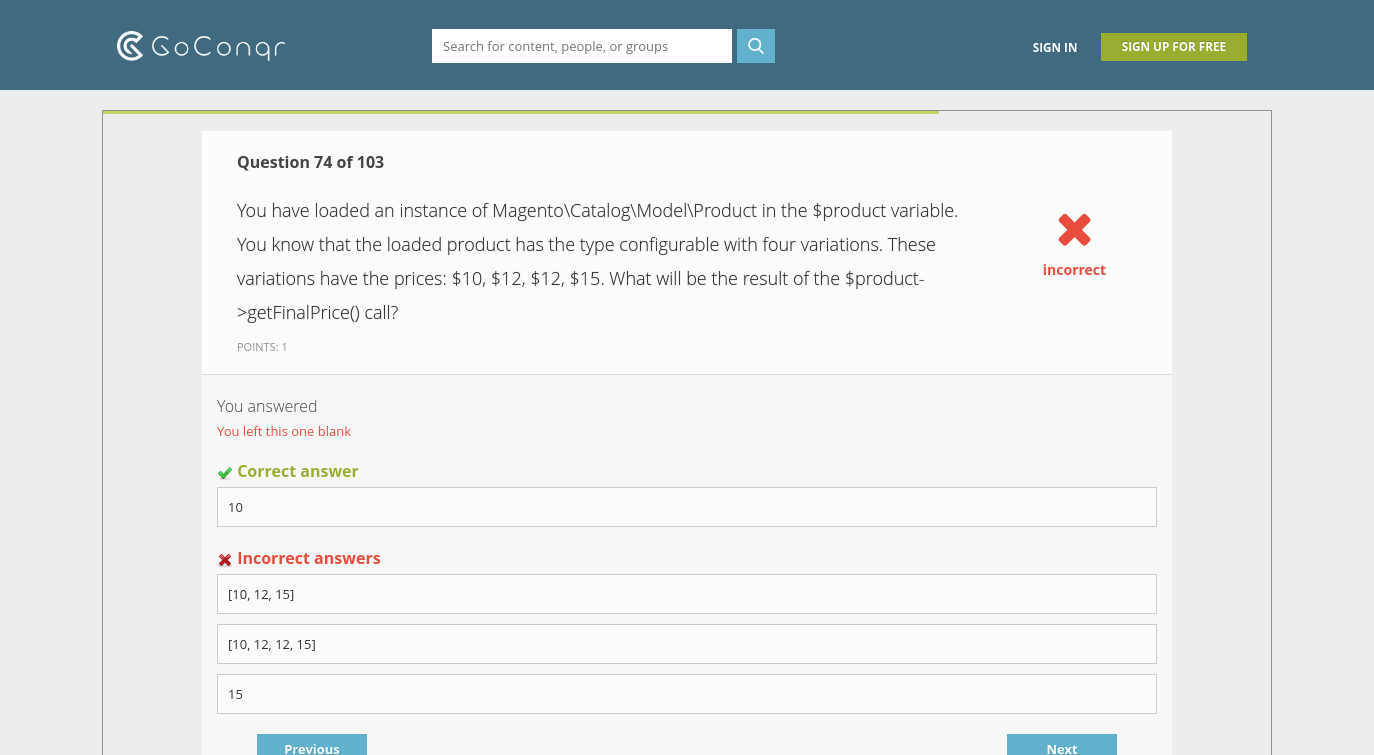 GoConqr
Search for content, people, or groups
SIGN IN
SIGN UP FOR FREE
Question 74 of 103
You have loaded an instance of Magento\Catalog\Model\Product in the $product variable.
You know that the loaded product has the type configurable with four variations. These
variations have the prices: $10, $12, $12, $15. What will be the result of the $product-
>getFinalPrice() call?
incorrect
POINTS: 1
You answered
You left this one blank
Correct answer
10
Incorrect answers
[10, 12, 15]
[10, 12, 12, 15]
15
Previous
Next